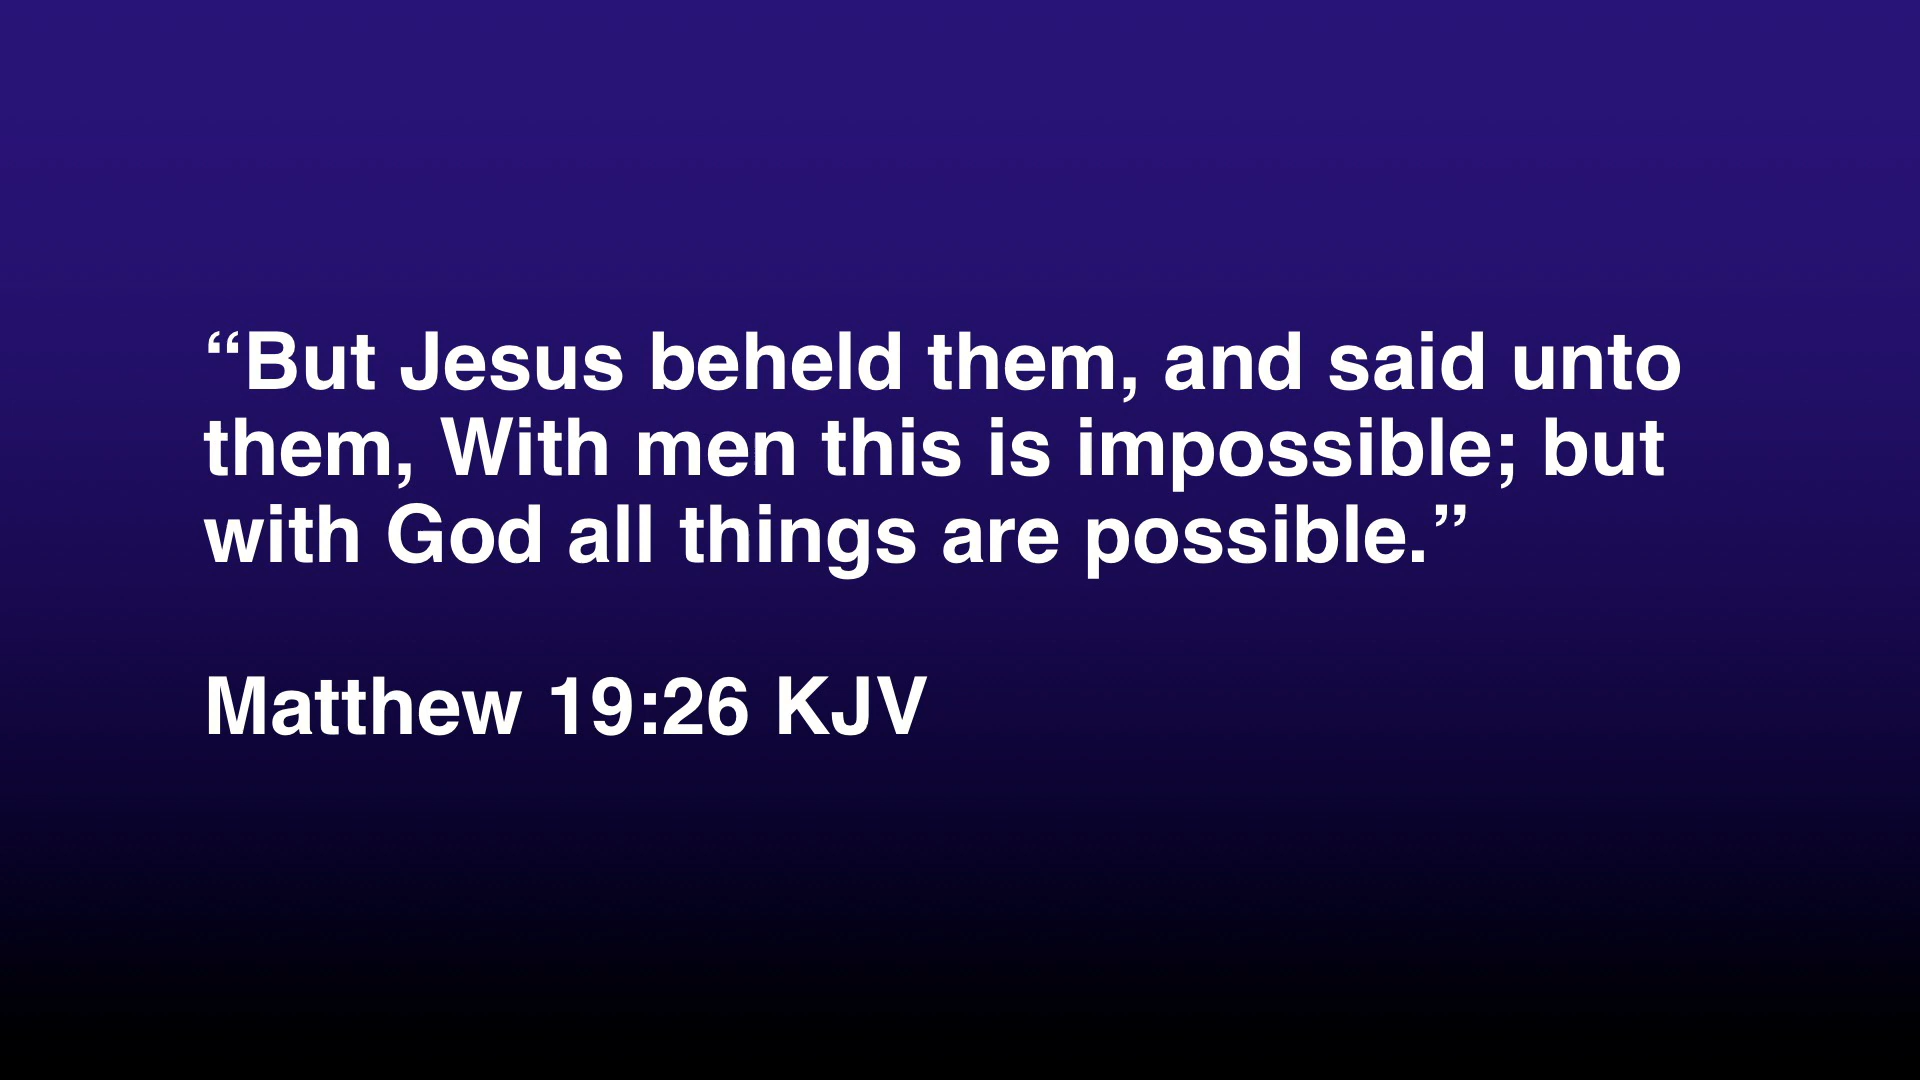 “But Jesus beheld them, and said unto
them, With men this is impossible; but
with God all things are possible.”
Matthew 19:26 KJV